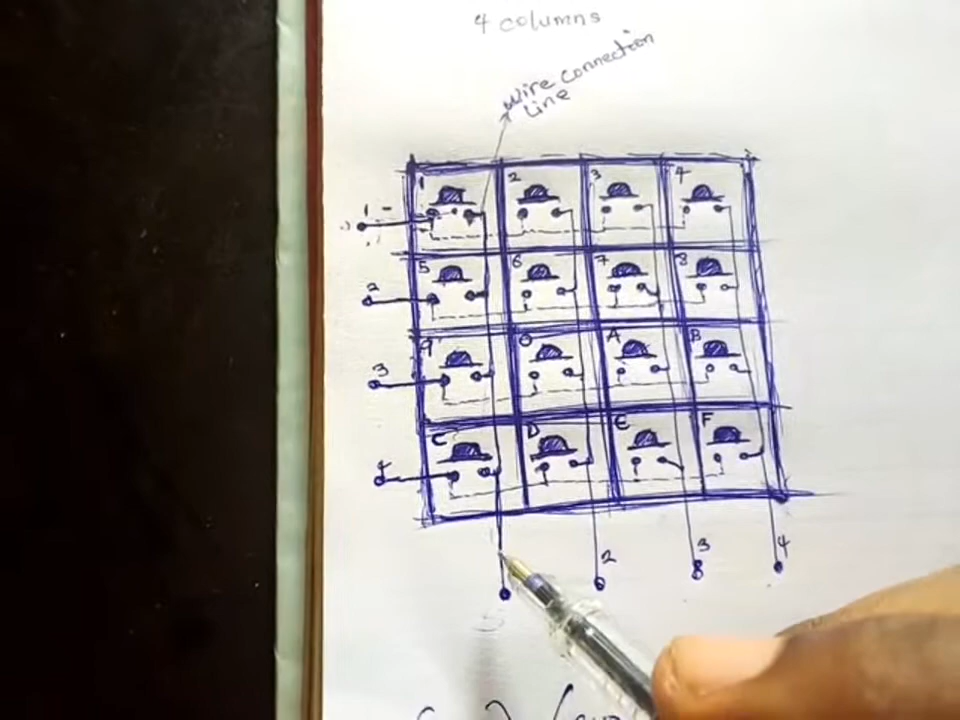 4 columns
wire connection
line
1 2 3 4
1
5 6 7 8
2
9 0 A B
3
C D E F
4
2 3 4